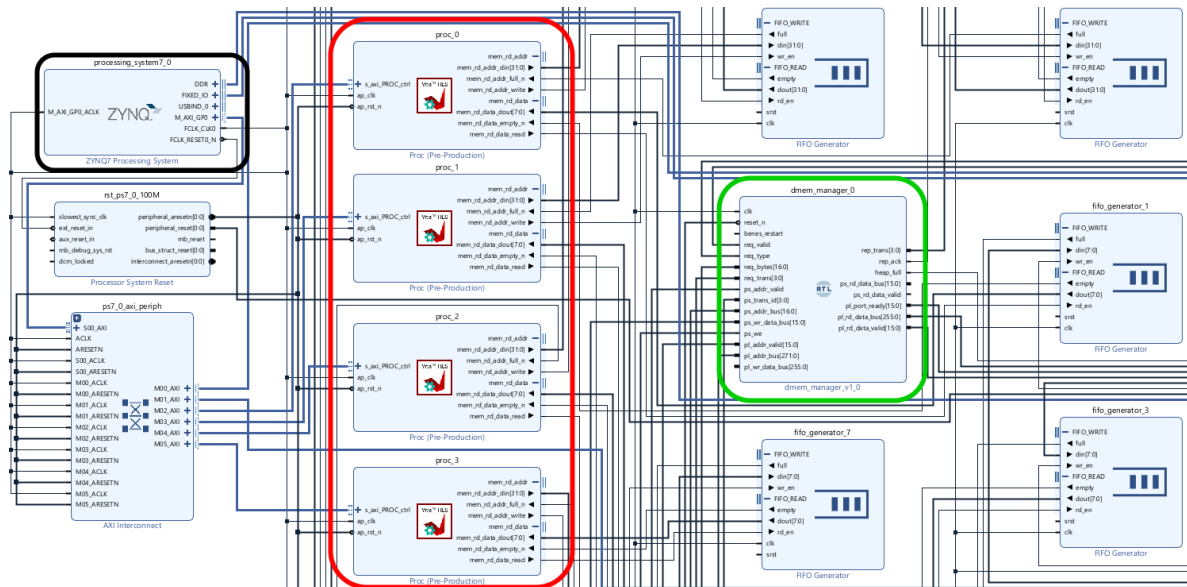 processing_system7_0
DDR
FIXED_IO
USBIND_0
M_AXI_GP0
FCLK_CLK0
FCLK_RESET0_N
M_AXI_GP0_ACLK
ZYNQ
ZYNQ7 Processing System
rst_ps7_0_100M
slowest_sync_clk
ext_reset_in
aux_reset_in
mb_debug_sys_rst
dcm_locked
peripheral_aresetn[0:0]
peripheral_reset[0:0]
mb_reset
bus_struct_reset[0:0]
interconnect_aresetn[0:0]
Processor System Reset
ps7_0_axi_periph
S00_AXI
ACLK
ARESETN
S00_ACLK
S00_ARESETN
M00_ACLK
M00_ARESETN
M01_ACLK
M01_ARESETN
M02_ACLK
M02_ARESETN
M03_ACLK
M03_ARESETN
M04_ACLK
M04_ARESETN
M05_ACLK
M05_ARESETN
M00_AXI
M01_AXI
M02_AXI
M03_AXI
M04_AXI
M05_AXI
AXI Interconnect
proc_0
s_axi_PROC_ctrl
ap_clk
ap_rst_n
mem_rd_addr
mem_rd_addr_din[31:0]
mem_rd_addr_full_n
mem_rd_addr_write
mem_rd_data
mem_rd_data_dout[7:0]
mem_rd_data_empty_n
mem_rd_data_read
Proc (Pre-Production)
proc_1
s_axi_PROC_ctrl
ap_clk
ap_rst_n
mem_rd_addr
mem_rd_addr_din[31:0]
mem_rd_addr_full_n
mem_rd_addr_write
mem_rd_data
mem_rd_data_dout[7:0]
mem_rd_data_empty_n
mem_rd_data_read
Proc (Pre-Production)
proc_2
s_axi_PROC_ctrl
ap_clk
ap_rst_n
mem_rd_addr
mem_rd_addr_din[31:0]
mem_rd_addr_full_n
mem_rd_addr_write
mem_rd_data
mem_rd_data_dout[7:0]
mem_rd_data_empty_n
mem_rd_data_read
Proc (Pre-Production)
proc_3
s_axi_PROC_ctrl
ap_clk
ap_rst_n
mem_rd_addr
mem_rd_addr_din[31:0]
mem_rd_addr_full_n
mem_rd_addr_write
mem_rd_data
mem_rd_data_dout[7:0]
mem_rd_data_empty_n
mem_rd_data_read
Proc (Pre-Production)
FIFO_WRITE
full
din[31:0]
wr_en
FIFO_READ
empty
dout[31:0]
rd_en
srst
clk
FIFO Generator
dmem_manager_0
clk
reset_n
benes_restart
req_valid
req_type
req_bytes[16:0]
req_trans[3:0]
ps_addr_valid
ps_trans_id[3:0]
ps_addr_bus[16:0]
ps_wr_data_bus[15:0]
ps_we
pl_addr_valid[15:0]
pl_addr_bus[271:0]
pl_wr_data_bus[255:0]
RTL
rep_trans[3:0]
rep_ack
heap_full
ps_rd_data_bus[15:0]
ps_rd_data_valid
pl_port_ready[15:0]
pl_rd_data_bus[255:0]
pl_rd_data_valid[15:0]
dmem_manager_v1_0
fifo_generator_7
FIFO_WRITE
full
din[7:0]
wr_en
FIFO_READ
empty
dout[7:0]
rd_en
clk
srst
FIFO Generator
FIFO_WRITE
full
din[31:0]
wr_en
FIFO_READ
empty
dout[31:0]
rd_en
srst
clk
FIFO Generator
fifo_generator_1
FIFO_WRITE
full
din[7:0]
wr_en
FIFO_READ
empty
dout[7:0]
rd_en
srst
clk
FIFO Generator
fifo_generator_3
FIFO_WRITE
full
din[7:0]
wr_en
FIFO_READ
empty
dout[7:0]
rd_en
srst
clk
FIFO Generator